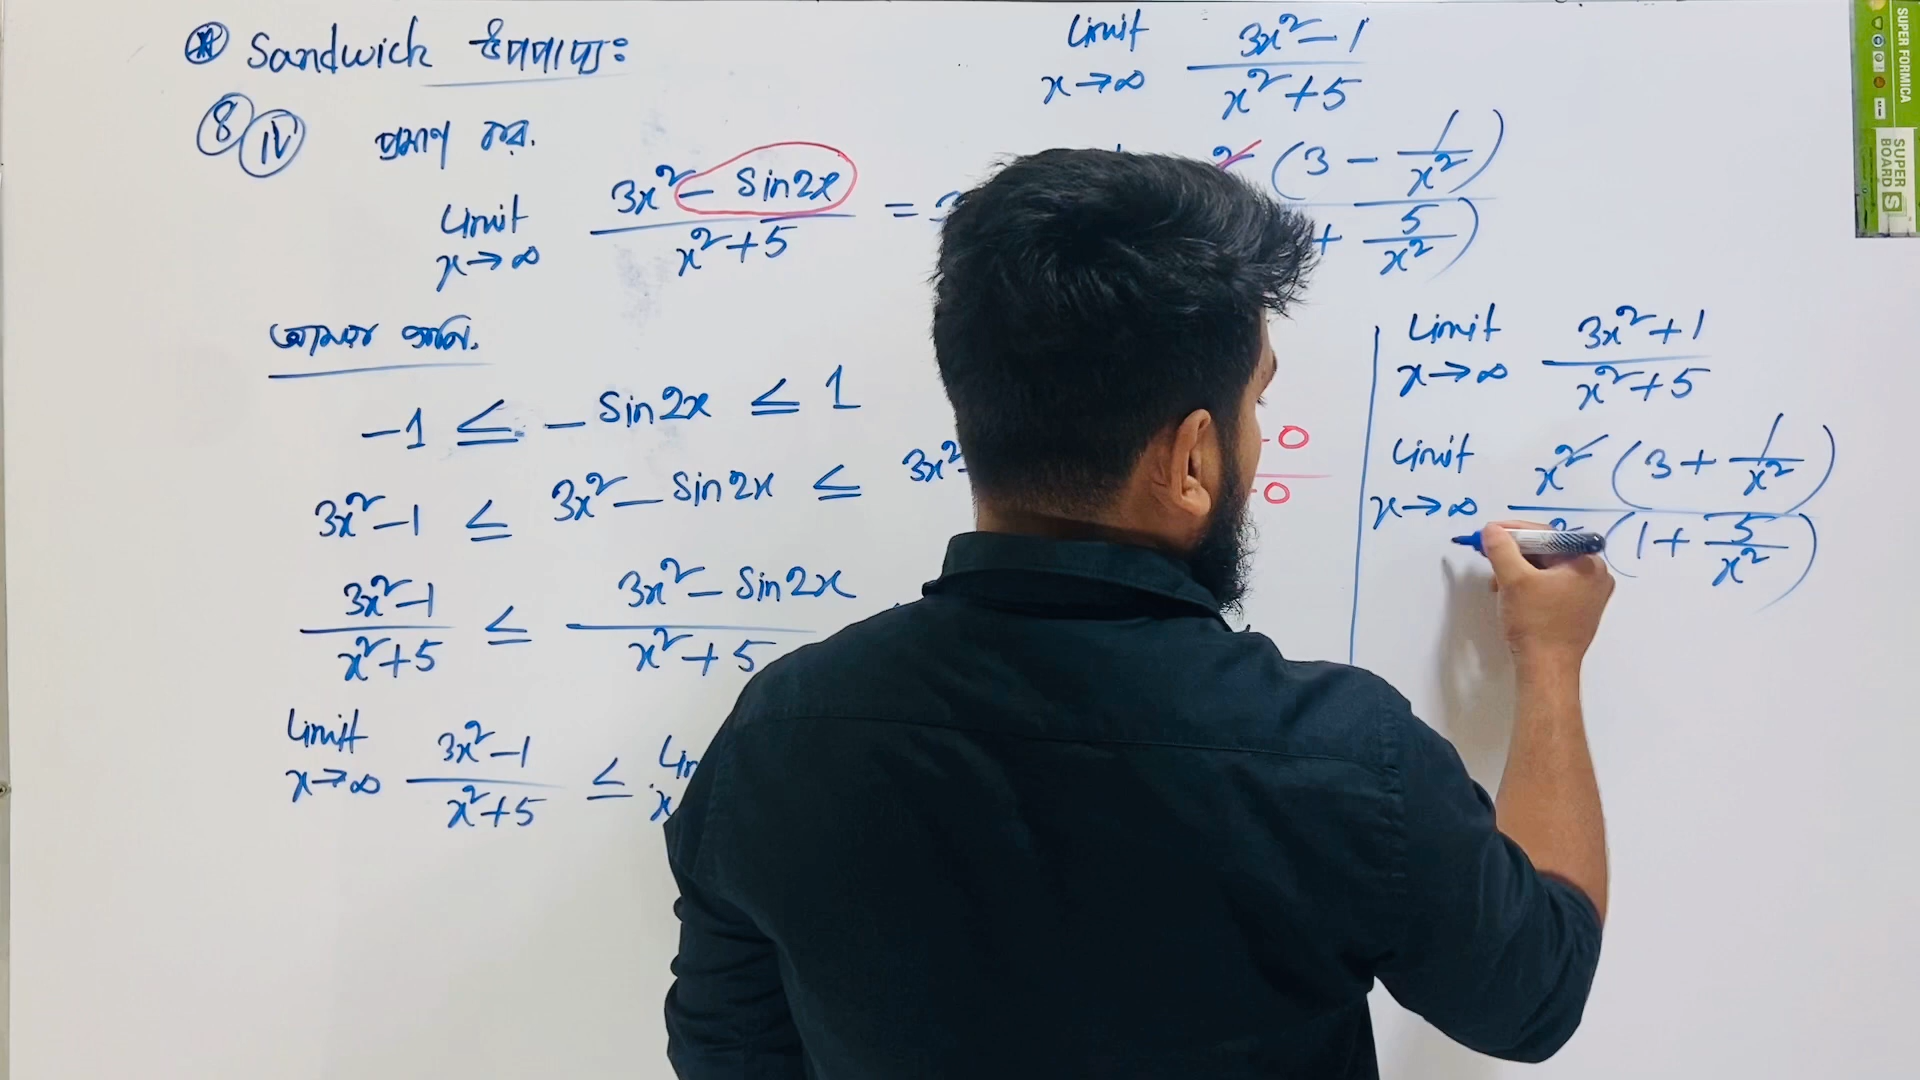 Sandwich উপপাদ্য:
8 IV প্রমাণ কর.
Limit x→∞ (3x² - Sin2x)/(x²+5) =
আমরা জানি,
-1 ≤ - Sin2x ≤ 1
3x²-1 ≤ 3x² - Sin2x ≤ 3x²
(3x²-1)/(x²+5) ≤ (3x² - Sin2x)/(x²+5)
Limit x→∞ (3x²-1)/(x²+5) ≤
Limit x→∞ (3x²-1)/(x²+5)
(3 - 1/x²)
+ 5/x²)
-0
-0
Limit x→∞ (3x²+1)/(x²+5)
Limit x→∞ x²(3 + 1/x²)
(1 + 5/x²)
SUPER FORMICA
SUPER BOARD S